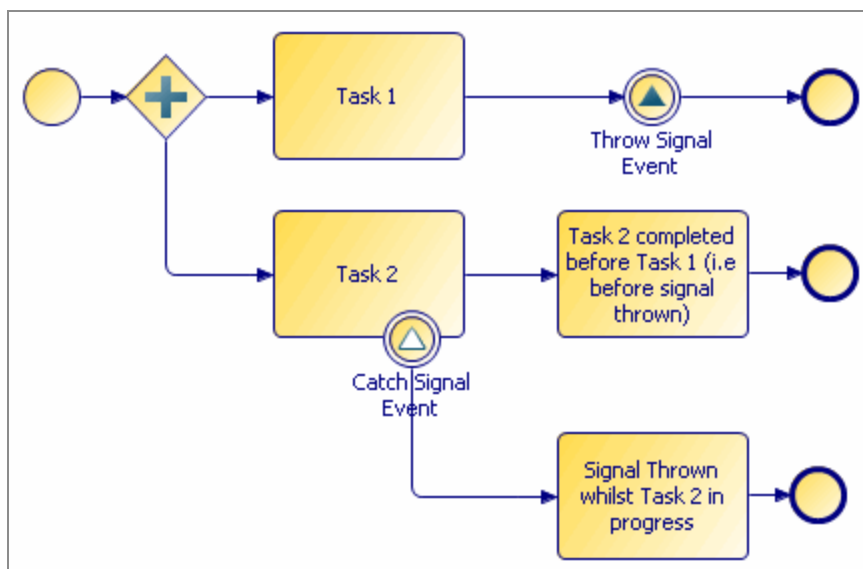 Task 1
Throw Signal
Event
Task 2
Task 2 completed
before Task 1 (i.e
before signal
thrown)
Catch Signal
Event
Signal Thrown
whilst Task 2 in
progress